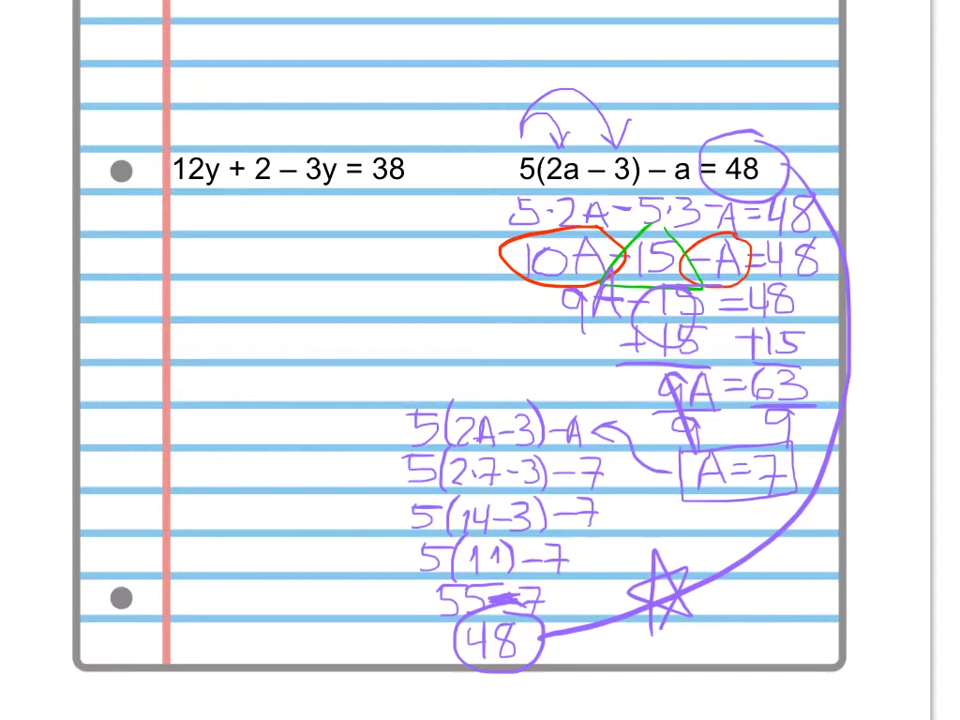 12y + 2 – 3y = 38
5(2a – 3) – a = 48
5·2A-5·3-A=48
10A-15-A=48
9A-15=48
+15 +15
9A=63
9 9
A=7
5(2A-3)-A
5(2·7-3)-7
5(14-3)-7
5(11)-7
55-7
48